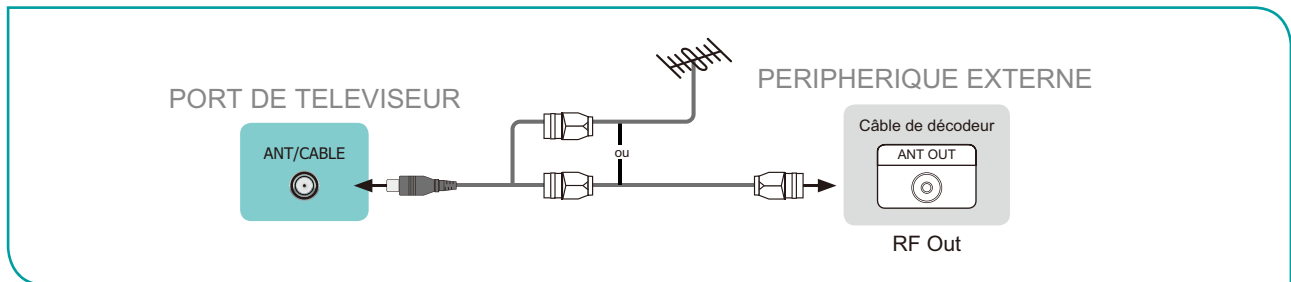 PORT DE TELEVISEUR
ANT/CABLE
ou
PERIPHERIQUE EXTERNE
Câble de décodeur
ANT OUT
RF Out